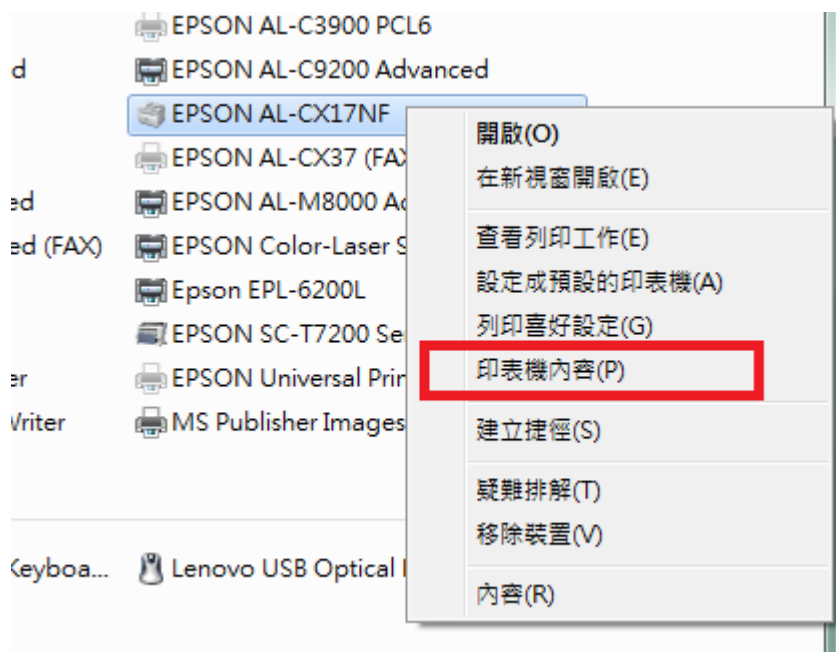 EPSON AL-C3900 PCL6
d EPSON AL-C9200 Advanced
EPSON AL-CX17NF
EPSON AL-CX37 (FAX
ed EPSON AL-M8000 Ad
ed (FAX) EPSON Color-Laser S
Epson EPL-6200L
EPSON SC-T7200 Se
er EPSON Universal Prin
Writer MS Publisher Images
Keyboa... Lenovo USB Optical
開啟(O)
在新視窗開啟(E)
查看列印工作(E)
設定成預設的印表機(A)
列印喜好設定(G)
印表機內容(P)
建立捷徑(S)
疑難排解(T)
移除裝置(V)
內容(R)